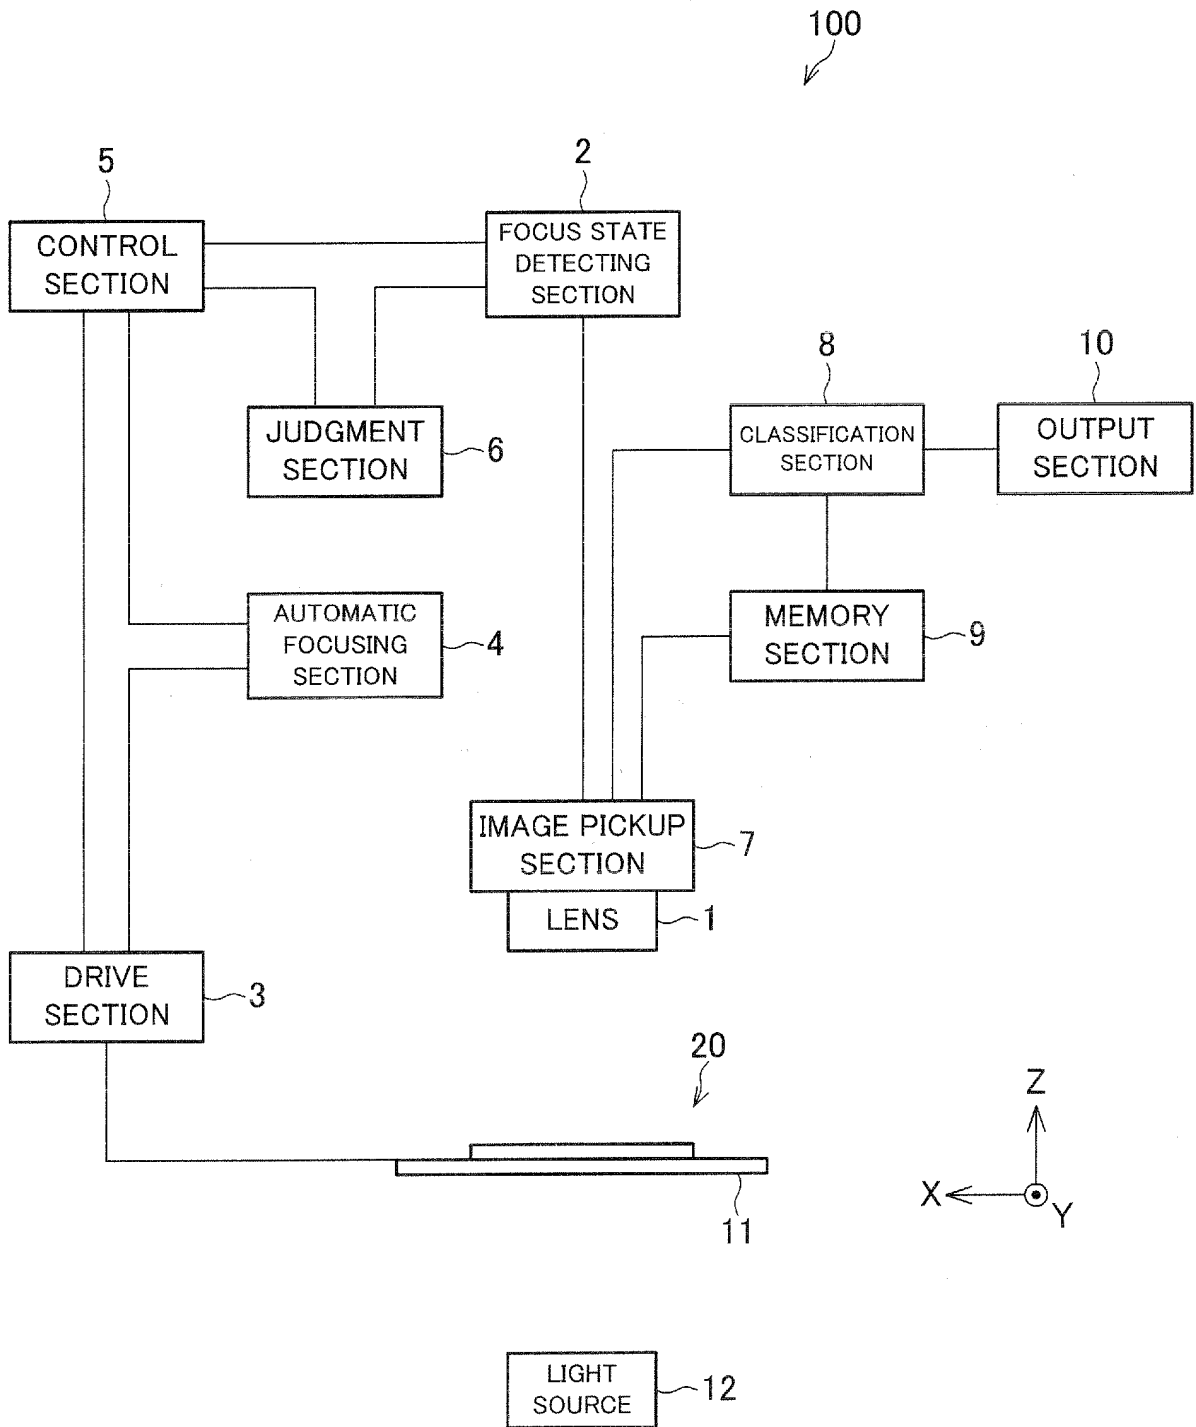 100
5
2
CONTROL
SECTION
FOCUS STATE
DETECTING
SECTION
8
10
JUDGMENT
SECTION
6
CLASSIFICATION
SECTION
OUTPUT
SECTION
AUTOMATIC
FOCUSING
SECTION
4
MEMORY
SECTION
9
IMAGE PICKUP
SECTION
7
LENS
1
DRIVE
SECTION
3
20
Z
X
Y
11
LIGHT
SOURCE
12